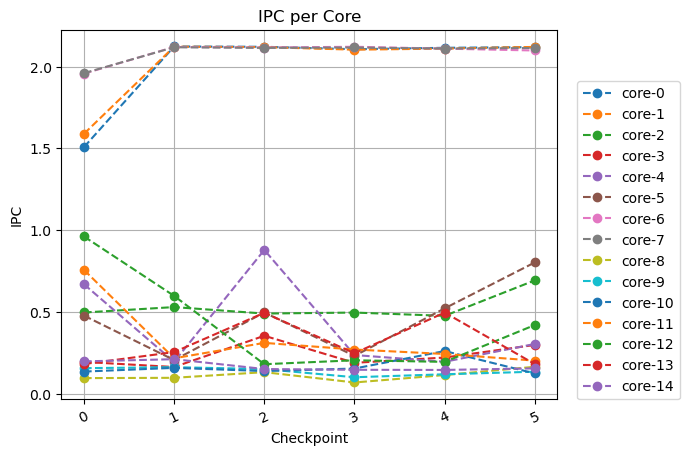 IPC per Core
2.0
1.5
1.0
0.5
0.0
IPC
0 1 2 3 4 5
Checkpoint
core-0
core-1
core-2
core-3
core-4
core-5
core-6
core-7
core-8
core-9
core-10
core-11
core-12
core-13
core-14